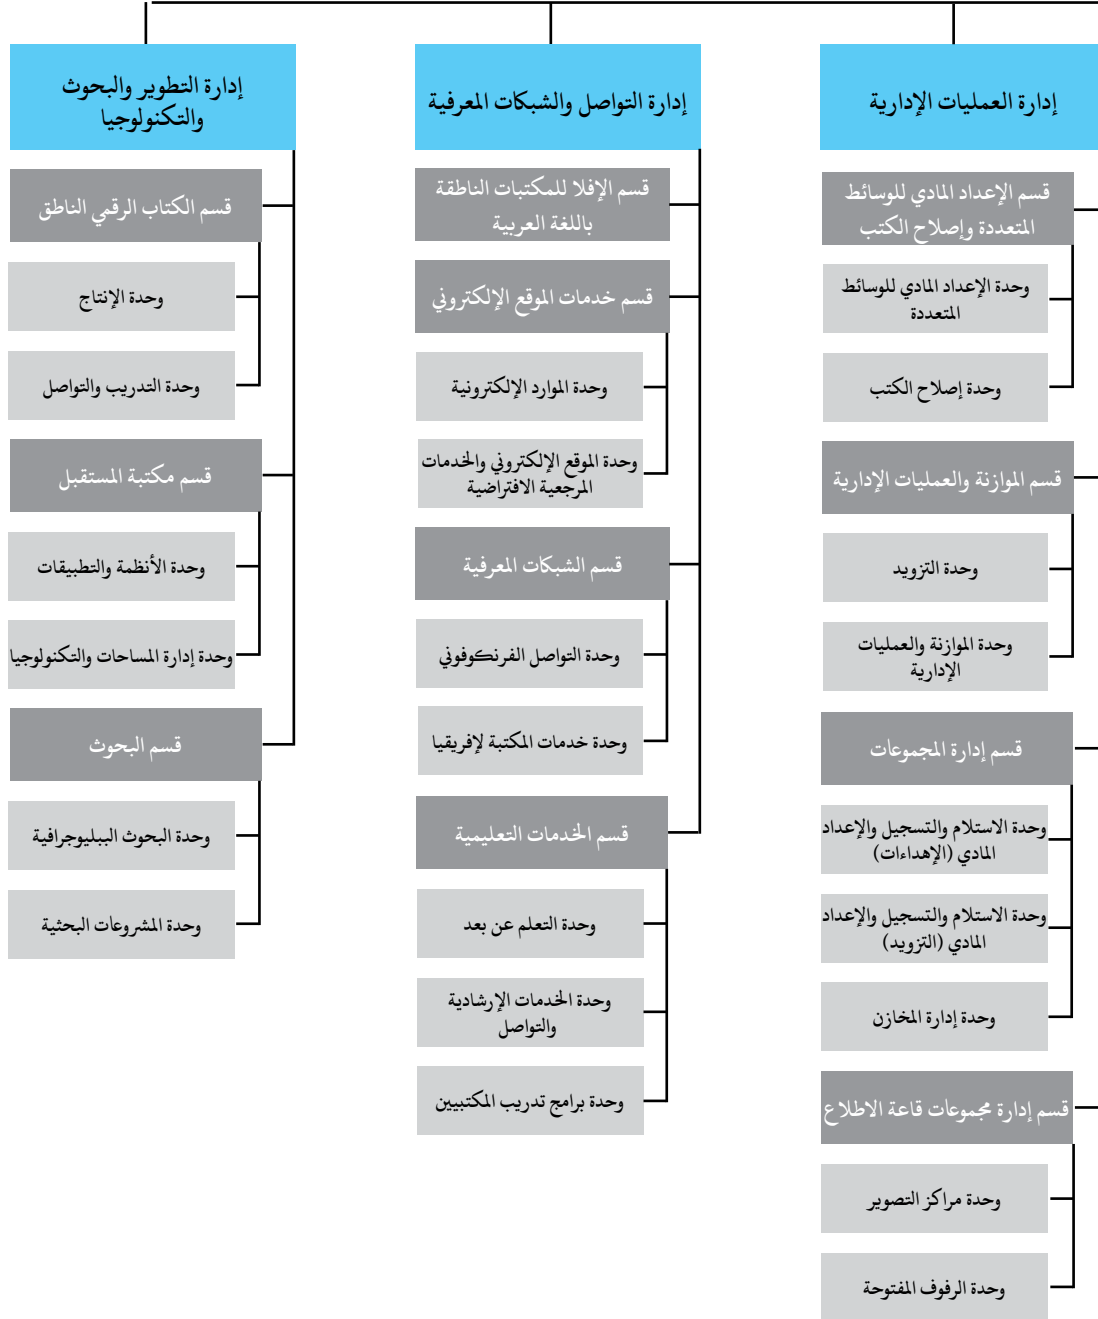 إدارة العمليات الإدارية
قسم الإعداد المادي للوسائط
المتعددة وإصلاح الكتب
وحدة الإعداد المادي للوسائط
المتعددة
وحدة إصلاح الكتب
قسم الموازنة والعمليات الإدارية
وحدة التزويد
وحدة الموازنة والعمليات
الإدارية
قسم إدارة المجموعات
وحدة الاستلام والتسجيل والإعداد
المادي (الإهداءات)
وحدة الاستلام والتسجيل والإعداد
المادي (التزويد)
وحدة إدارة المخازن
قسم إدارة مجموعات قاعة الاطلاع
وحدة مراكز التصوير
وحدة الرفوف المفتوحة
إدارة التواصل والشبكات المعرفية
قسم الإفلا للمكتبات الناطقة
باللغة العربية
قسم خدمات الموقع الإلكتروني
وحدة الموارد الإلكترونية
وحدة الموقع الإلكتروني والخدمات
المرجعية الافتراضية
قسم الشبكات المعرفية
وحدة التواصل الفرنكوفوني
وحدة خدمات المكتبة لإفريقيا
قسم الخدمات التعليمية
وحدة التعلم عن بعد
وحدة الخدمات الإرشادية
والتواصل
وحدة برامج تدريب المكتبيين
إدارة التطوير والبحوث
والتكنولوجيا
قسم الكتاب الرقمي الناطق
وحدة الإنتاج
وحدة التدريب والتواصل
قسم مكتبة المستقبل
وحدة الأنظمة والتطبيقات
وحدة إدارة المساحات والتكنولوجيا
قسم البحوث
وحدة البحوث الببليوجرافية
وحدة المشروعات البحثية